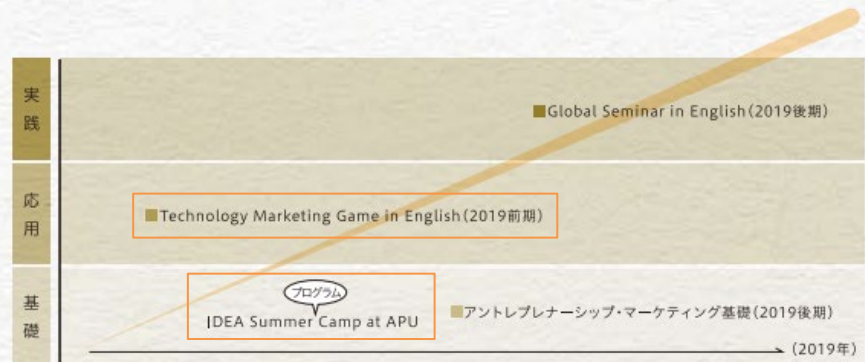 実践
■Global Seminar in English(2019後期)
応用
■Technology Marketing Game in English(2019前期)
基礎
プログラム
IDEA Summer Camp at APU
■アントレプレナーシップ・マーケティング基礎(2019後期)
(2019年)